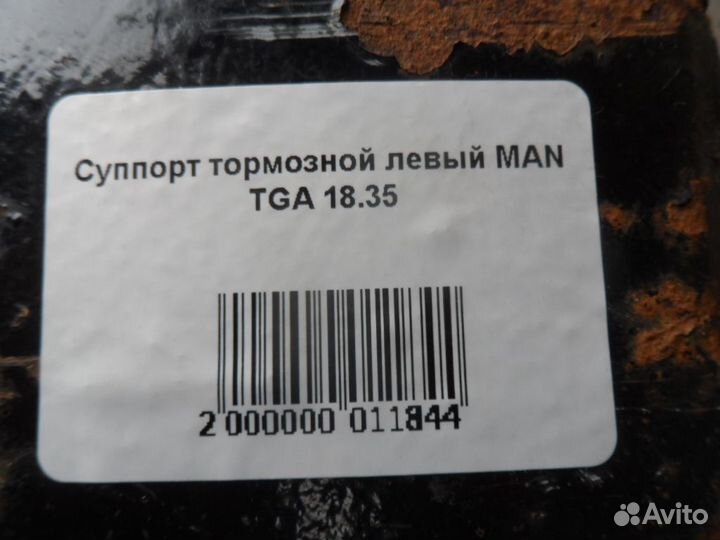 Суппорт тормозной левый MAN
TGA 18.35
2 000000 011844
Avito